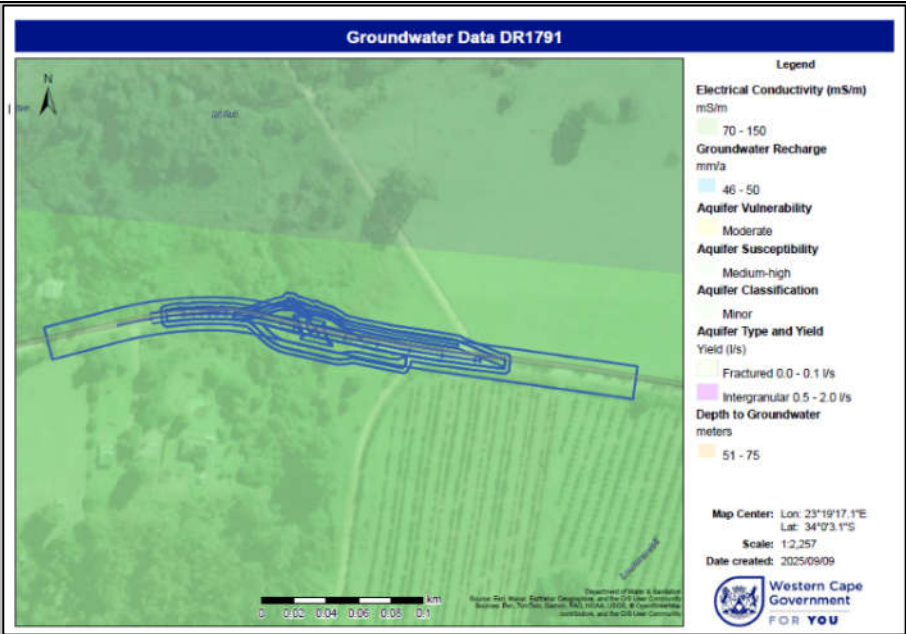 Groundwater Data DR1791
N
Legend
Electrical Conductivity (mS/m)
mS/m
70 - 150
Groundwater Recharge
mm/a
46 - 50
Aquifer Vulnerability
Moderate
Aquifer Susceptibility
Medium-high
Aquifer Classification
Minor
Aquifer Type and Yield
Yield (l/s)
Fractured 0.0 - 0.1 l/s
Intergranular 0.5 - 2.0 l/s
Depth to Groundwater
meters
51 - 75
Map Center: Lon: 23°19'17.1"E
Lat: 34°0'3.1"S
Scale: 1:2,257
Date created: 2025/09/09
Western Cape
Government
FOR YOU
km
0 0.02 0.04 0.06 0.08 0.1
Department of Water & Sanitation